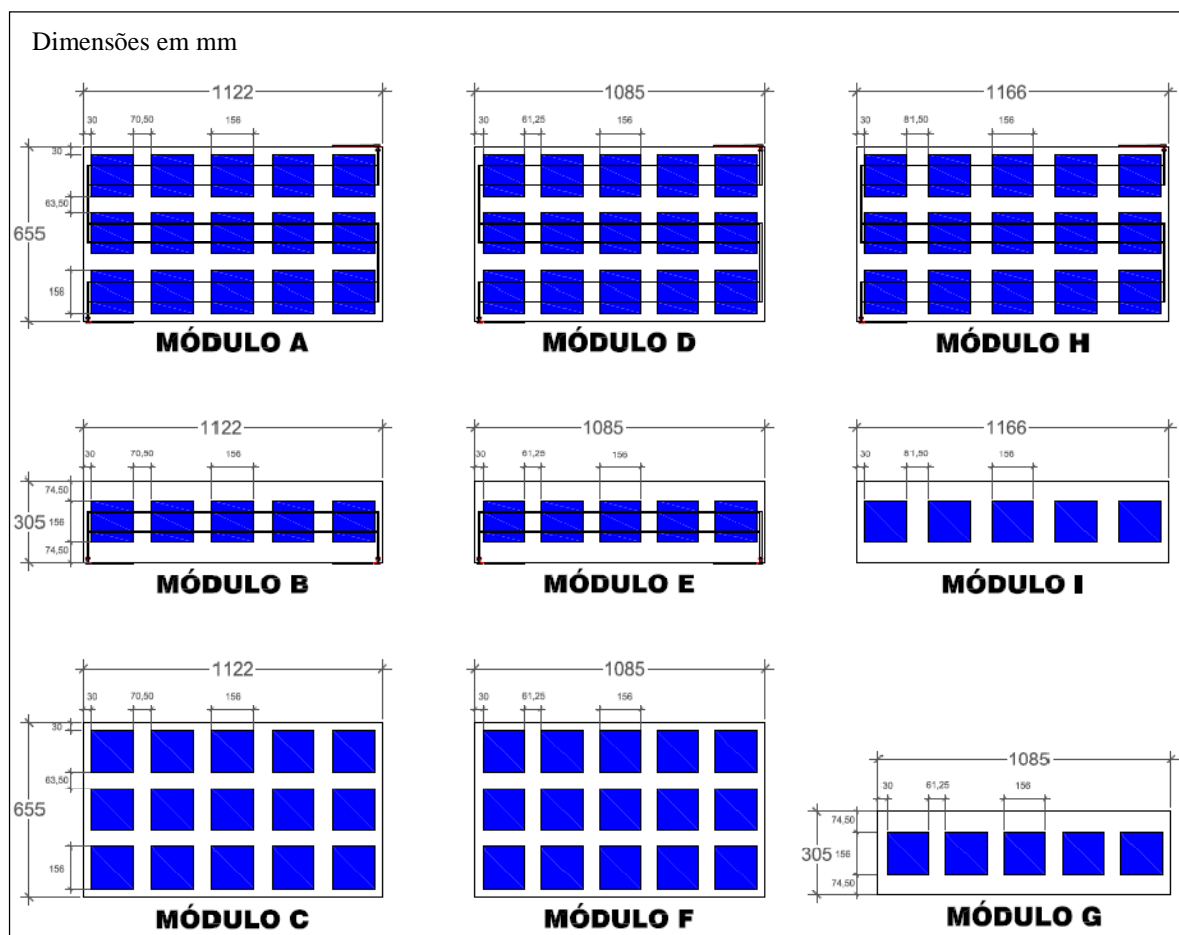 Dimensões em mm
1122
30 70,50 156
30
63,50
655
156
MÓDULO A
1085
30 61,25 156
MÓDULO D
1166
30 81,50 156
MÓDULO H
1122
30 70,50 156
74,50
305 156
74,50
MÓDULO B
1085
30 61,25 156
MÓDULO E
1166
30 81,50 156
MÓDULO I
1122
30 70,50 156
30
63,50
655
156
MÓDULO C
1085
30 61,25 156
MÓDULO F
1085
30 61,25 156
74,50
305 156
74,50
MÓDULO G